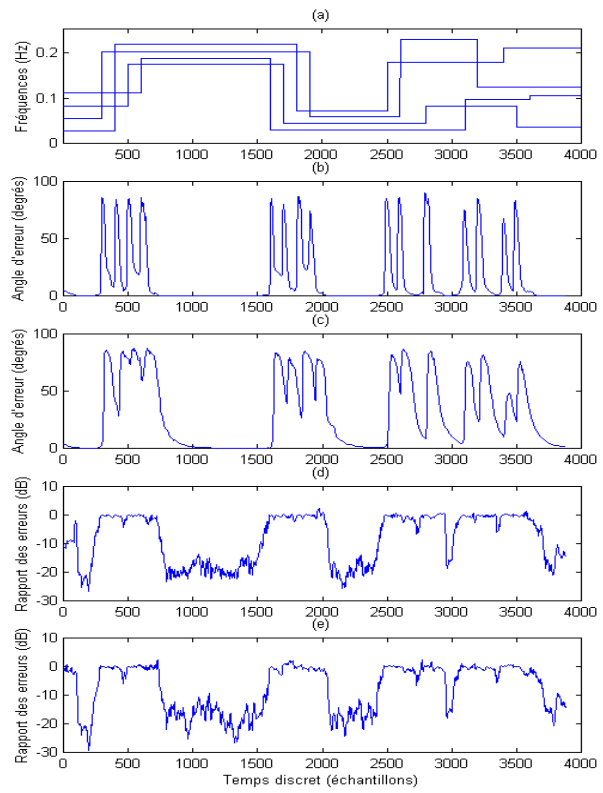 (a)
Fréquences (Hz)
0.2
0.1
0
500 1000 1500 2000 2500 3000 3500 4000
(b)
Angle d'erreur (degrés)
100
50
0
0 500 1000 1500 2000 2500 3000 3500 4000
(c)
Angle d'erreur (degrés)
100
50
0
0 500 1000 1500 2000 2500 3000 3500 4000
(d)
Rapport des erreurs (dB)
10
0
-10
-20
-30
0 500 1000 1500 2000 2500 3000 3500 4000
(e)
Rapport des erreurs (dB)
10
0
-10
-20
-30
0 500 1000 1500 2000 2500 3000 3500 4000
Temps discret (échantillons)